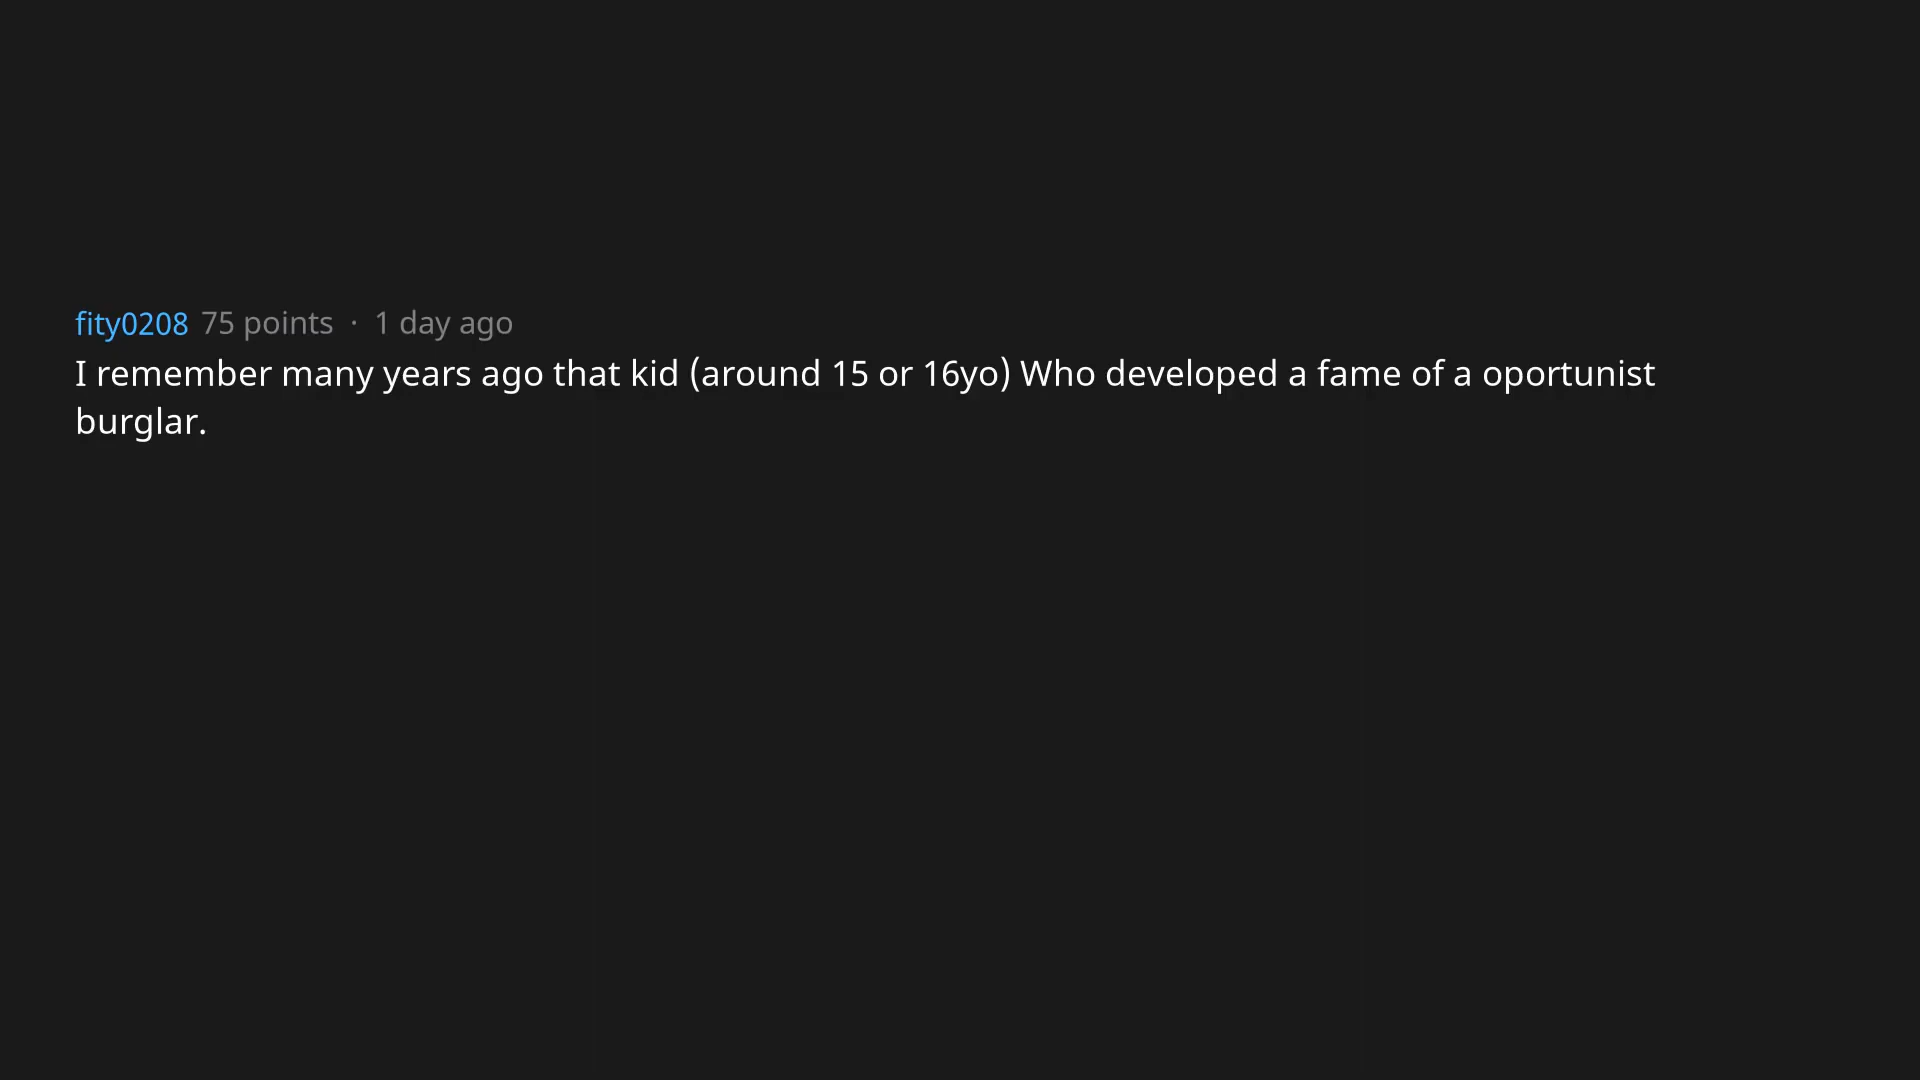 fity0208 75 points · 1 day ago
I remember many years ago that kid (around 15 or 16yo) Who developed a fame of a oportunist
burglar.